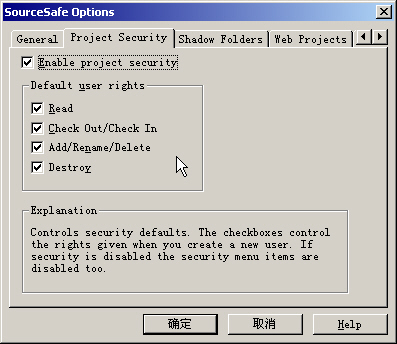 SourceSafe Options
General Project Security Shadow Folders Web Projects
Enable project security
Default user rights
Read
Check Out/Check In
Add/Rename/Delete
Destroy
Explanation
Controls security defaults. The checkboxes control
the rights given when you create a new user. If
security is disabled the security menu items are
disabled too.
确定 取消 Help